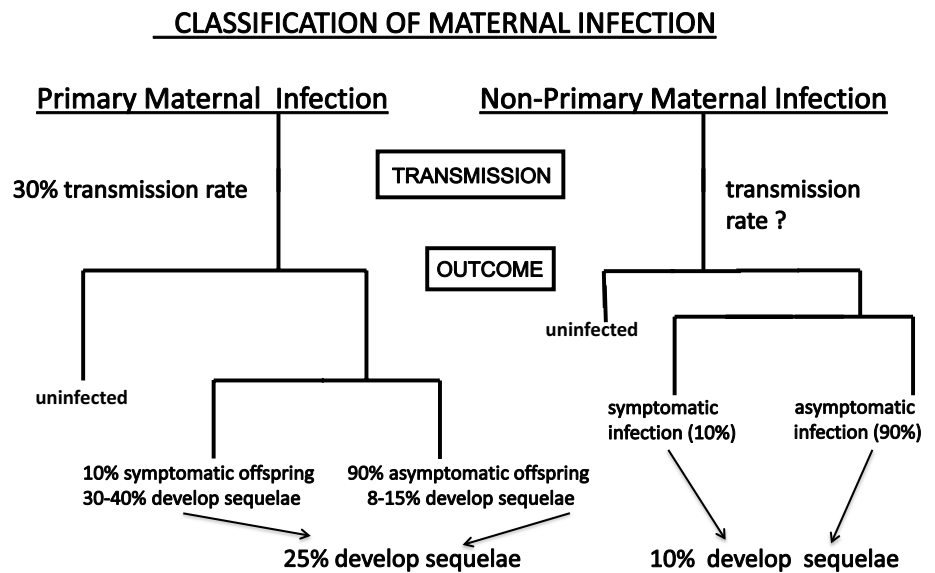 CLASSIFICATION OF MATERNAL INFECTION
Primary Maternal Infection
Non-Primary Maternal Infection
30% transmission rate
TRANSMISSION
transmission
rate ?
OUTCOME
uninfected
uninfected
symptomatic
infection (10%)
asymptomatic
infection (90%)
10% symptomatic offspring
30-40% develop sequelae
90% asymptomatic offspring
8-15% develop sequelae
25% develop sequelae
10% develop sequelae